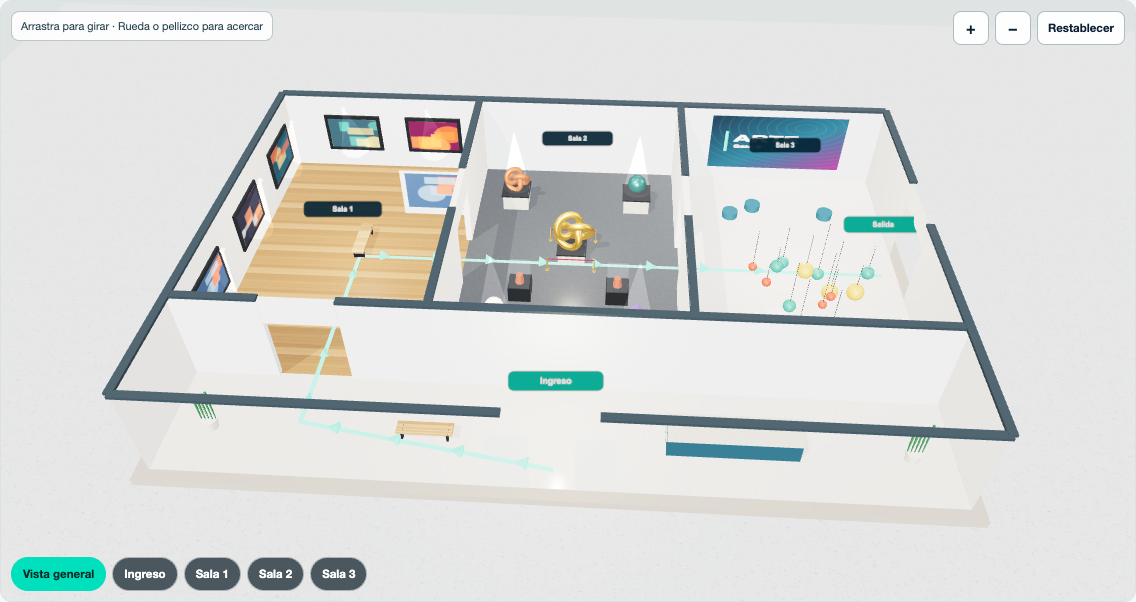 Arrastra para girar · Rueda o pellizco para acercar
+
−
Restablecer
Sala 2
ARTE
Sala 3
Sala 1
Salida
Ingreso
Vista general
Ingreso
Sala 1
Sala 2
Sala 3